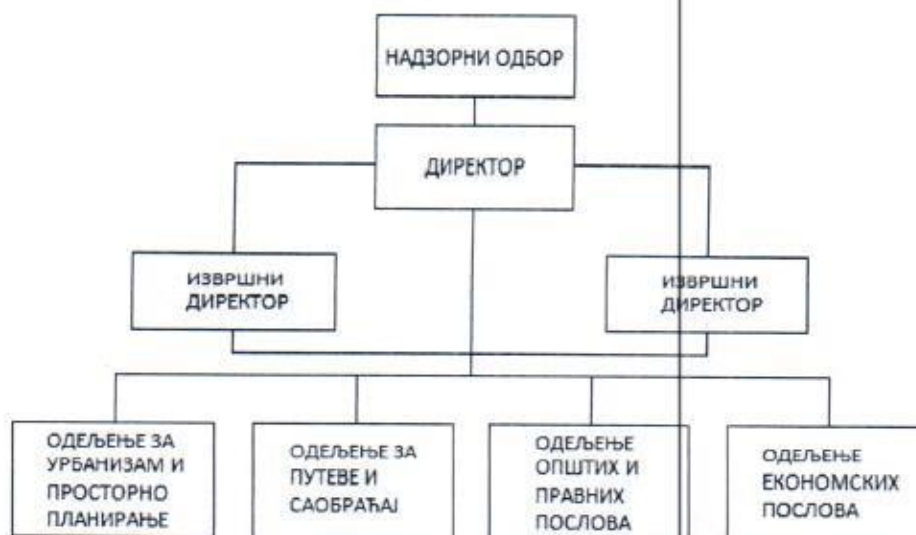 НАДЗОРНИ ОДБОР
ДИРЕКТОР
ИЗВРШНИ
ДИРЕКТОР
ИЗВРШНИ
ДИРЕКТОР
ОДЕЉЕЊЕ ЗА
УРБАНИЗАМ И
ПРОСТОРНО
ПЛАНИРАЊЕ
ОДЕЉЕЊЕ ЗА
ПУТЕВЕ И
САОБРАЋАЈ
ОДЕЉЕЊЕ
ОПШТИХ И
ПРАВНИХ
ПОСЛОВА
ОДЕЉЕЊЕ
ЕКОНОМСКИХ
ПОСЛОВА